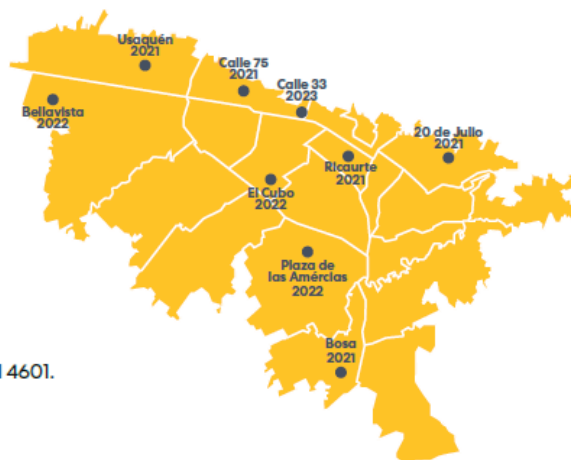 Usaquén
2021
Calle 75
2021
Calle 33
2023
Bellavista
2022
20 de Julio
2021
Ricaurte
2021
El Cubo
2022
Plaza de
las Amércias
2022
Bosa
2021
4601.